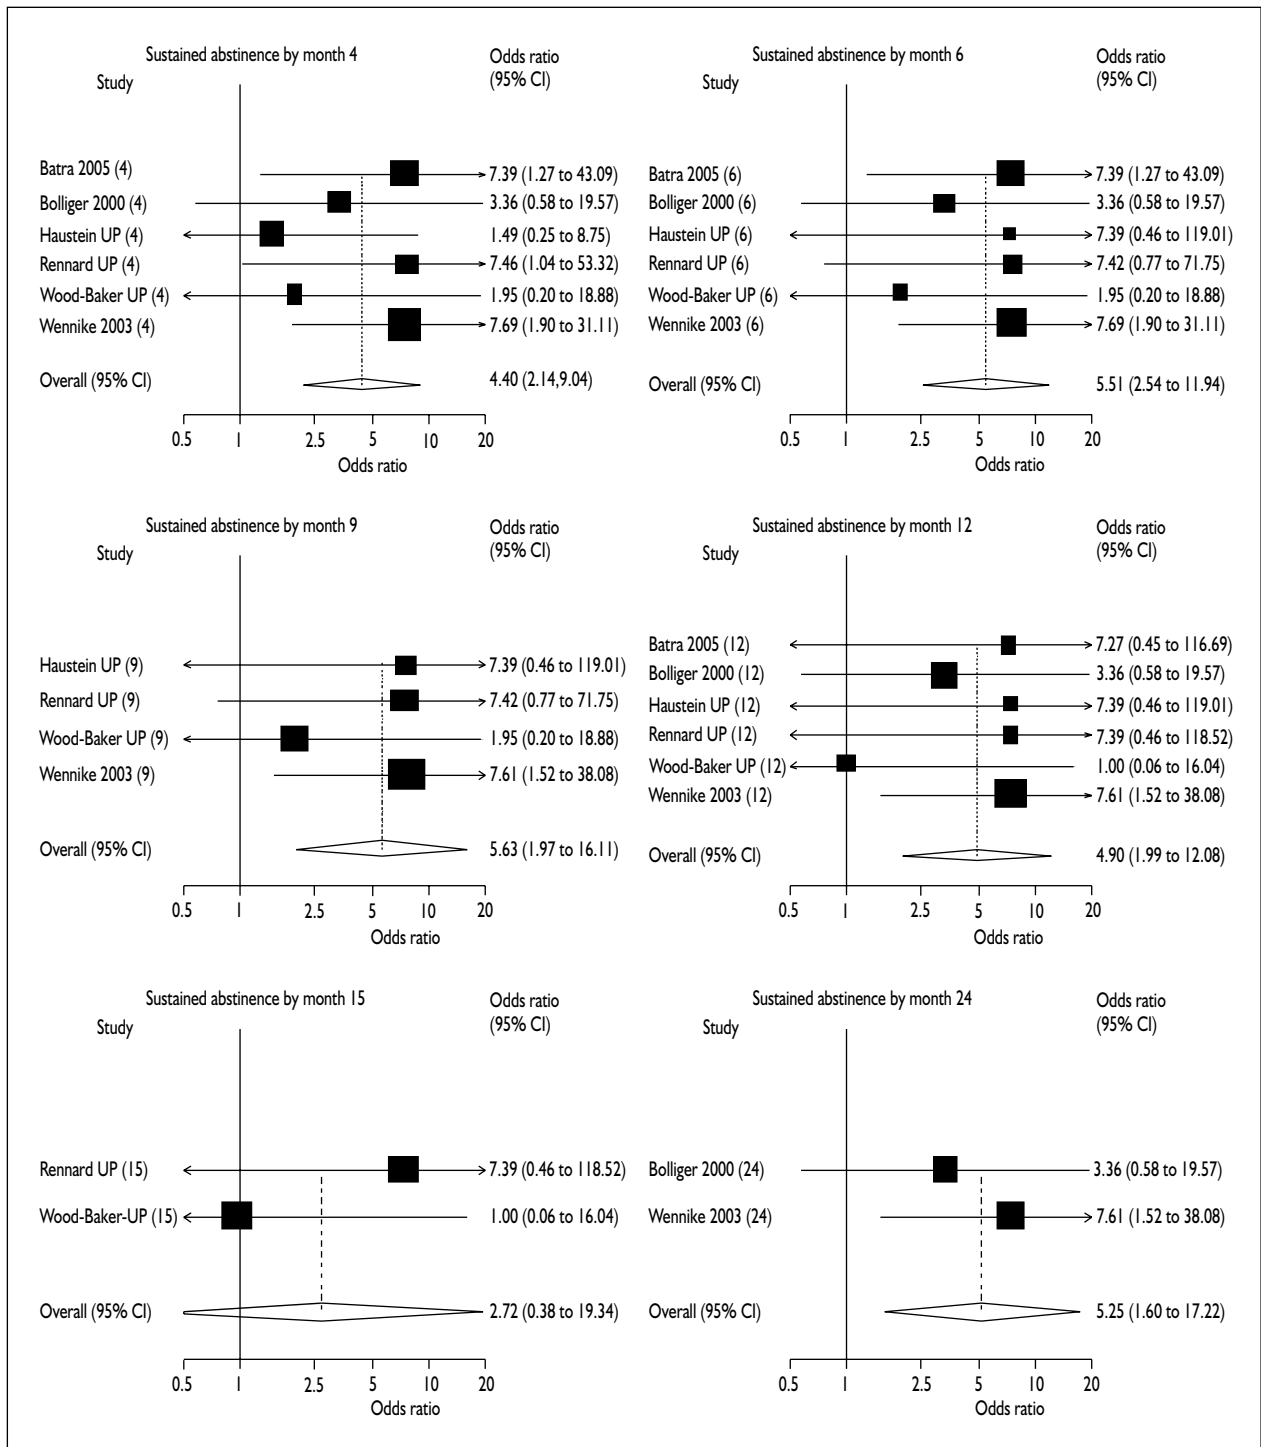 Sustained abstinence by month 4
Odds ratio
(95% CI)
Study
Batra 2005 (4)
7.39 (1.27 to 43.09)
Bolliger 2000 (4)
3.36 (0.58 to 19.57)
Haustein UP (4)
1.49 (0.25 to 8.75)
Rennard UP (4)
7.46 (1.04 to 53.32)
Wood-Baker UP (4)
1.95 (0.20 to 18.88)
Wennike 2003 (4)
7.69 (1.90 to 31.11)
Overall (95% CI)
4.40 (2.14,9.04)
0.5 1 2.5 5 10 20
Odds ratio
Sustained abstinence by month 6
Odds ratio
(95% CI)
Study
Batra 2005 (6)
7.39 (1.27 to 43.09)
Bolliger 2000 (6)
3.36 (0.58 to 19.57)
Haustein UP (6)
7.39 (0.46 to 119.01)
Rennard UP (6)
7.42 (0.77 to 71.75)
Wood-Baker UP (6)
1.95 (0.20 to 18.88)
Wennike 2003 (6)
7.69 (1.90 to 31.11)
Overall (95% CI)
5.51 (2.54 to 11.94)
0.5 1 2.5 5 10 20
Odds ratio
Sustained abstinence by month 9
Odds ratio
(95% CI)
Study
Haustein UP (9)
7.39 (0.46 to 119.01)
Rennard UP (9)
7.42 (0.77 to 71.75)
Wood-Baker UP (9)
1.95 (0.20 to 18.88)
Wennike 2003 (9)
7.61 (1.52 to 38.08)
Overall (95% CI)
5.63 (1.97 to 16.11)
0.5 1 2.5 5 10 20
Odds ratio
Sustained abstinence by month 12
Odds ratio
(95% CI)
Study
Batra 2005 (12)
7.27 (0.45 to 116.69)
Bolliger 2000 (12)
3.36 (0.58 to 19.57)
Haustein UP (12)
7.39 (0.46 to 119.01)
Rennard UP (12)
7.39 (0.46 to 118.52)
Wood-Baker UP (12)
1.00 (0.06 to 16.04)
Wennike 2003 (12)
7.61 (1.52 to 38.08)
Overall (95% CI)
4.90 (1.99 to 12.08)
0.5 1 2.5 5 10 20
Odds ratio
Sustained abstinence by month 15
Odds ratio
(95% CI)
Study
Rennard UP (15)
7.39 (0.46 to 118.52)
Wood-Baker-UP (15)
1.00 (0.06 to 16.04)
Overall (95% CI)
2.72 (0.38 to 19.34)
0.5 1 2.5 5 10 20
Odds ratio
Sustained abstinence by month 24
Odds ratio
(95% CI)
Study
Bolliger 2000 (24)
3.36 (0.58 to 19.57)
Wennike 2003 (24)
7.61 (1.52 to 38.08)
Overall (95% CI)
5.25 (1.60 to 17.22)
0.5 1 2.5 5 10 20
Odds ratio